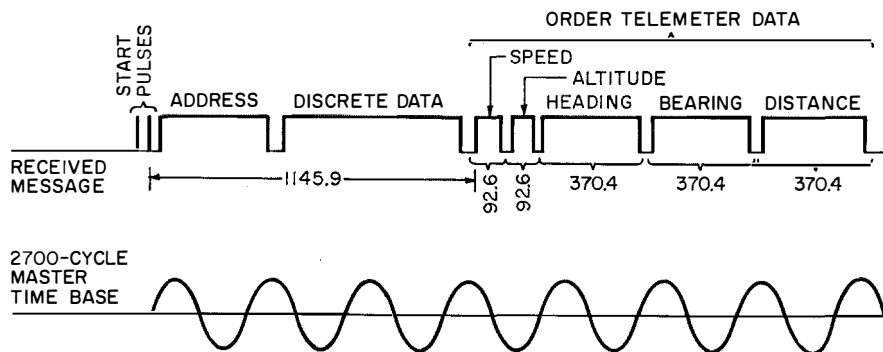 ORDER TELEMETER DATA
START
PULSES
SPEED
ALTITUDE
ADDRESS
DISCRETE DATA
HEADING
BEARING
DISTANCE
RECEIVED
MESSAGE
1145.9
92.6
92.6
370.4
370.4
370.4
2700-CYCLE
MASTER
TIME BASE